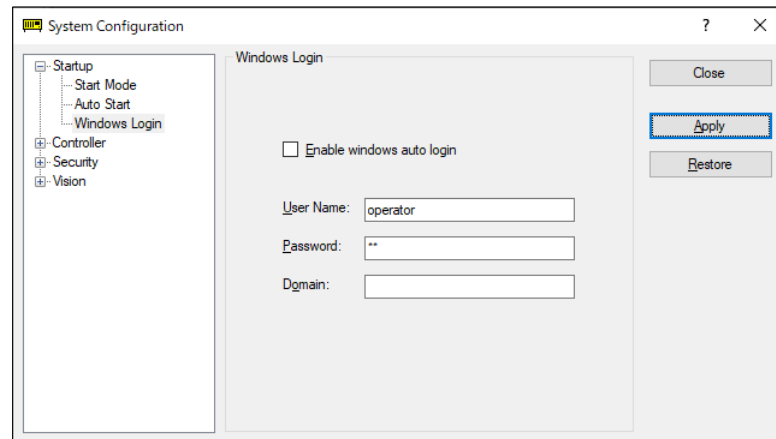 System Configuration
?
Startup
Start Mode
Auto Start
Windows Login
Controller
Security
Vision
Windows Login
Enable windows auto login
User Name: operator
Password: **
Domain:
Close
Apply
Restore